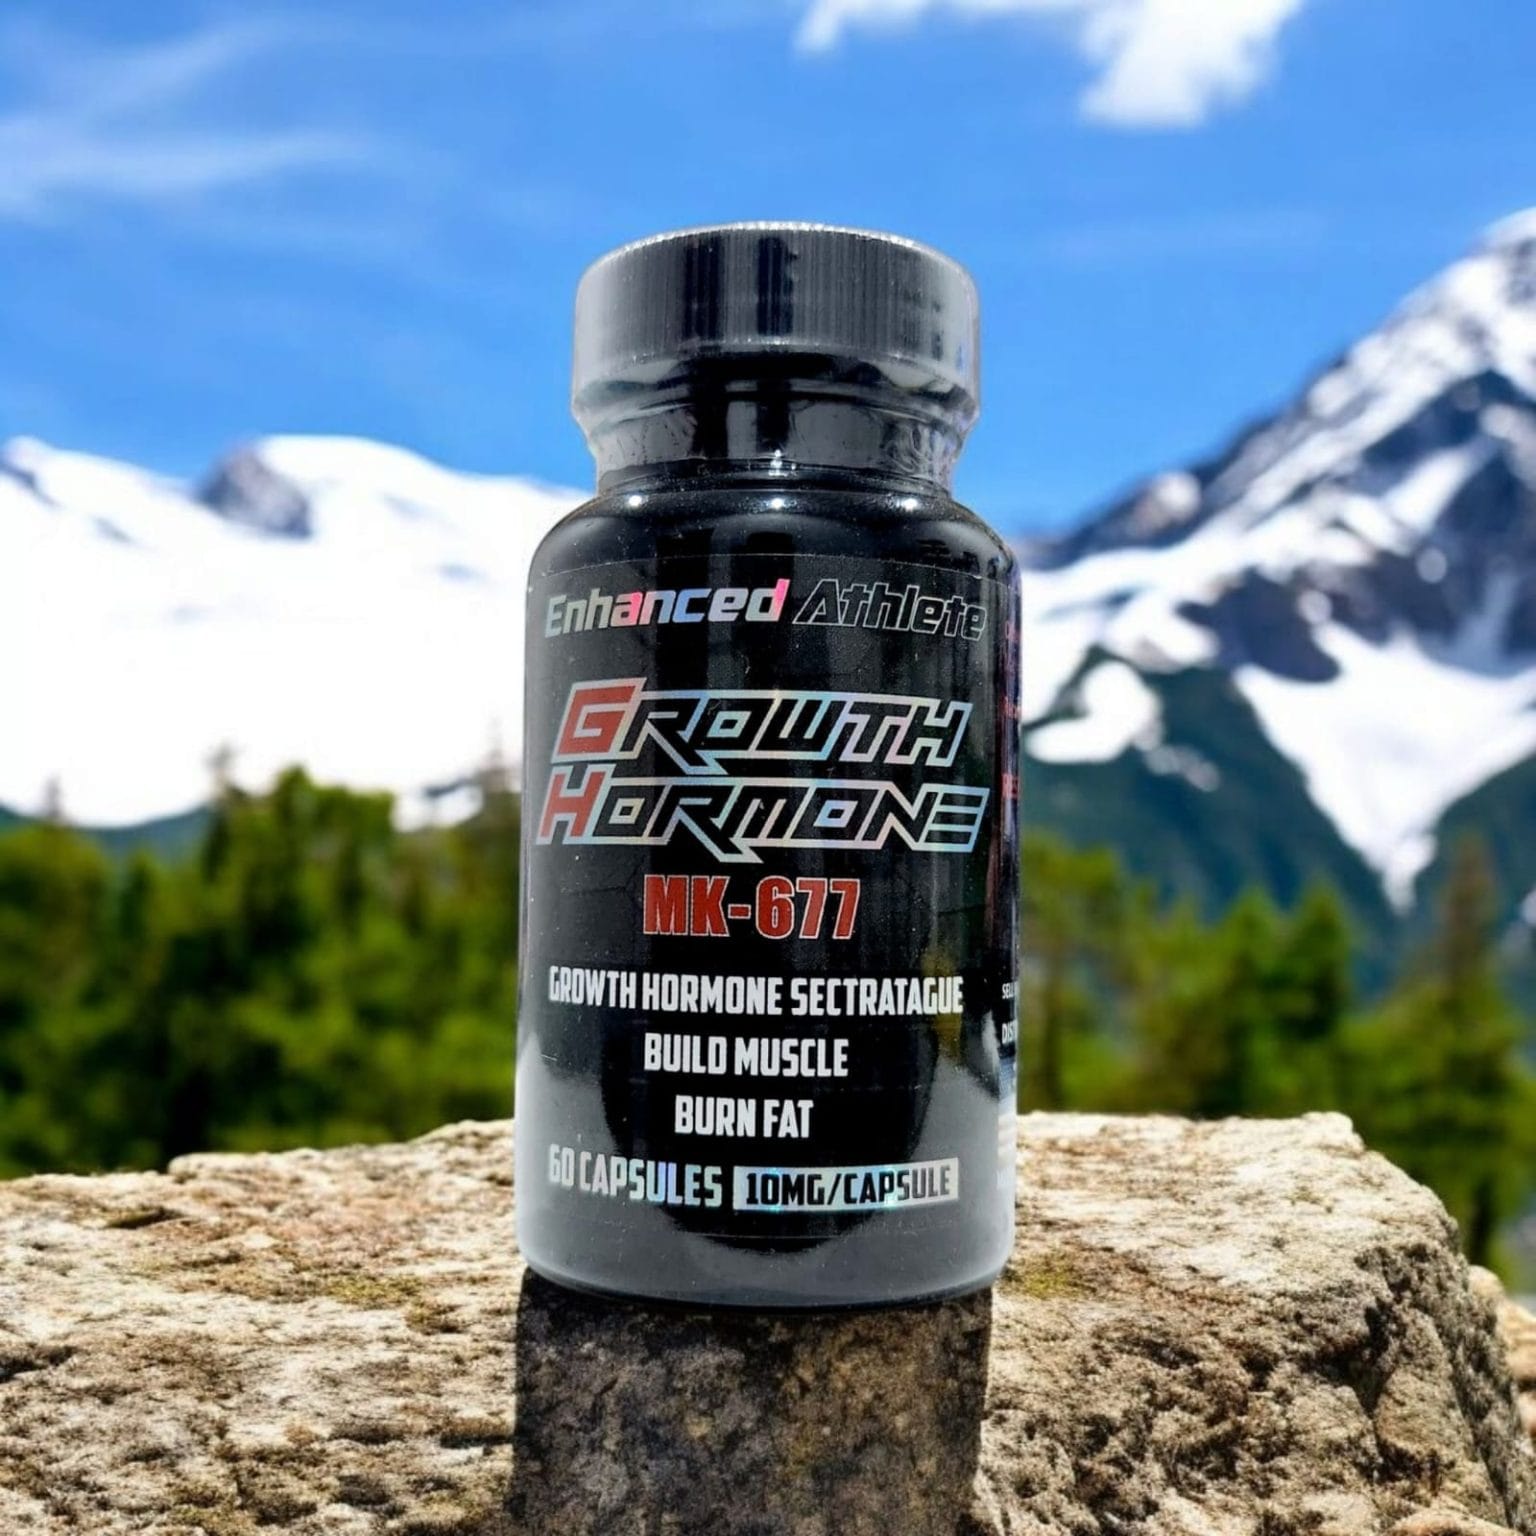 Enhanced Athlete
GROWTH
HORMONE
MK-677
GROWTH HORMONE SECTRATAGUE
BUILD MUSCLE
BURN FAT
60 CAPSULES 10MG/CAPSULE